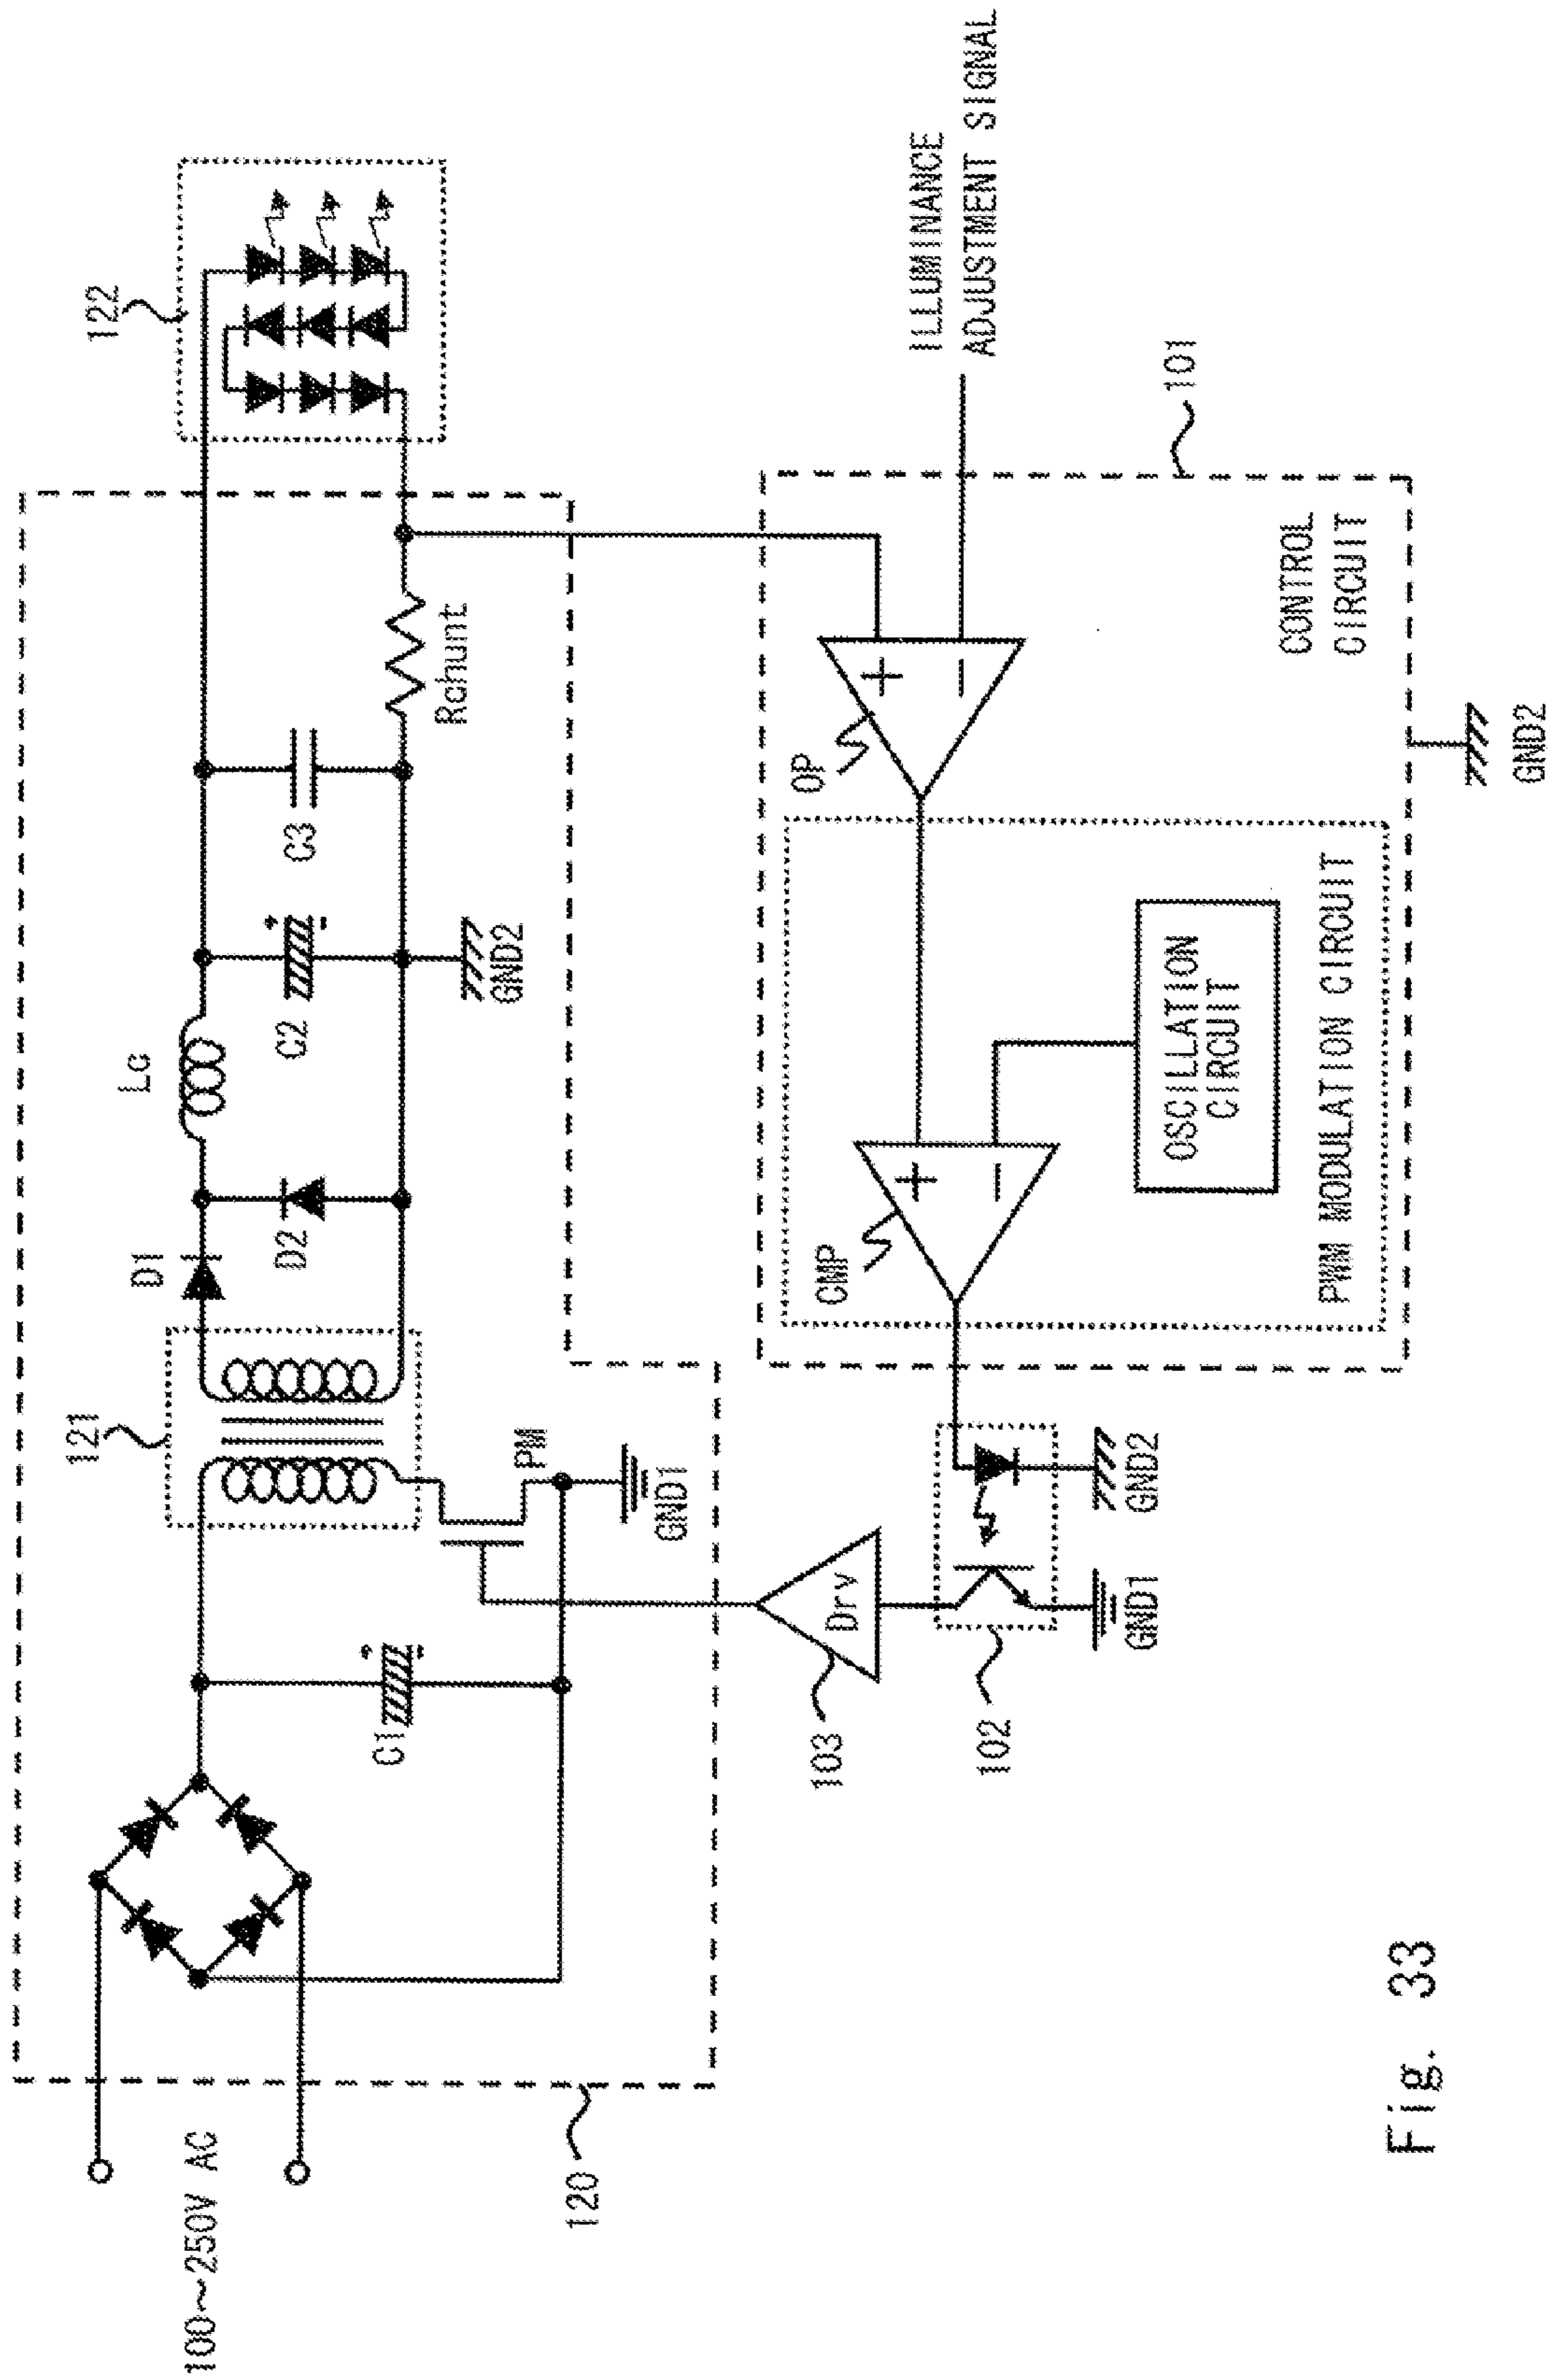 100~250V AC
120
C1
121
PM
GND1
D1
D2
Lc
C2
GND2
C3
Rshunt
122
103
Drv
102
GND1
GND2
CMP
+
−
OSCILLATION
CIRCUIT
PWM MODULATION CIRCUIT
OP
+
−
CONTROL
CIRCUIT
101
GND2
ILLUMINANCE
ADJUSTMENT SIGNAL
Fig. 33